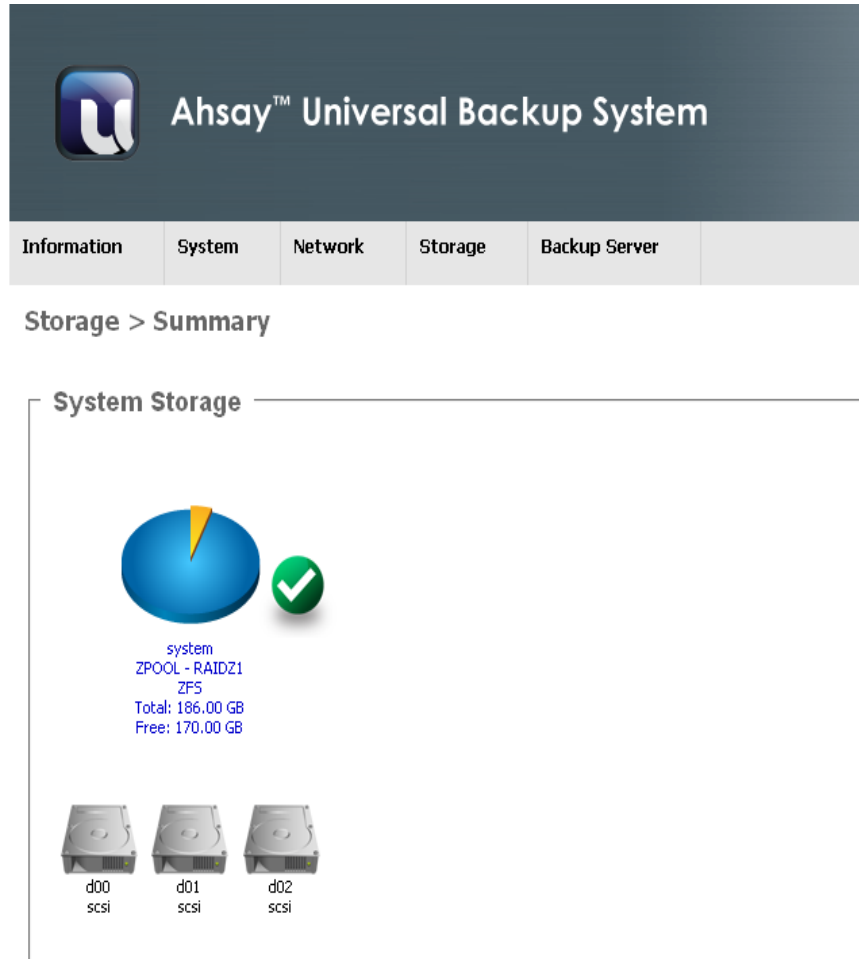 Ahsay™ Universal Backup System
Information System Network Storage Backup Server
Storage > Summary
System Storage
system
ZPOOL - RAIDZ1
ZFS
Total: 186.00 GB
Free: 170.00 GB
d00 d01 d02
scsi scsi scsi